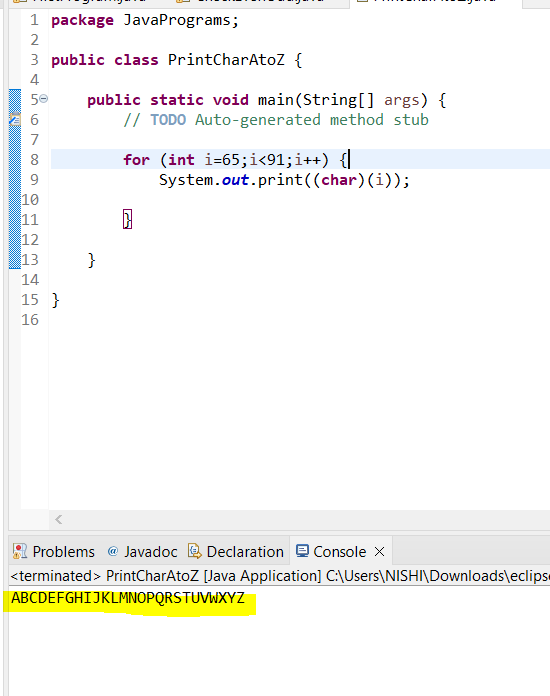 1 package JavaPrograms;
2
3 public class PrintCharAtoZ {
4
5 public static void main(String[] args) {
6 // TODO Auto-generated method stub
7
8 for (int i=65;i<91;i++) {
9 System.out.print((char)(i));
10
11 }
12
13 }
14
15 }
16
Problems @ Javadoc Declaration Console
<terminated> PrintCharAtoZ [Java Application] C:\Users\NISHI\Downloads\eclipse
ABCDEFGHIJKLMNOPQRSTUVWXYZ